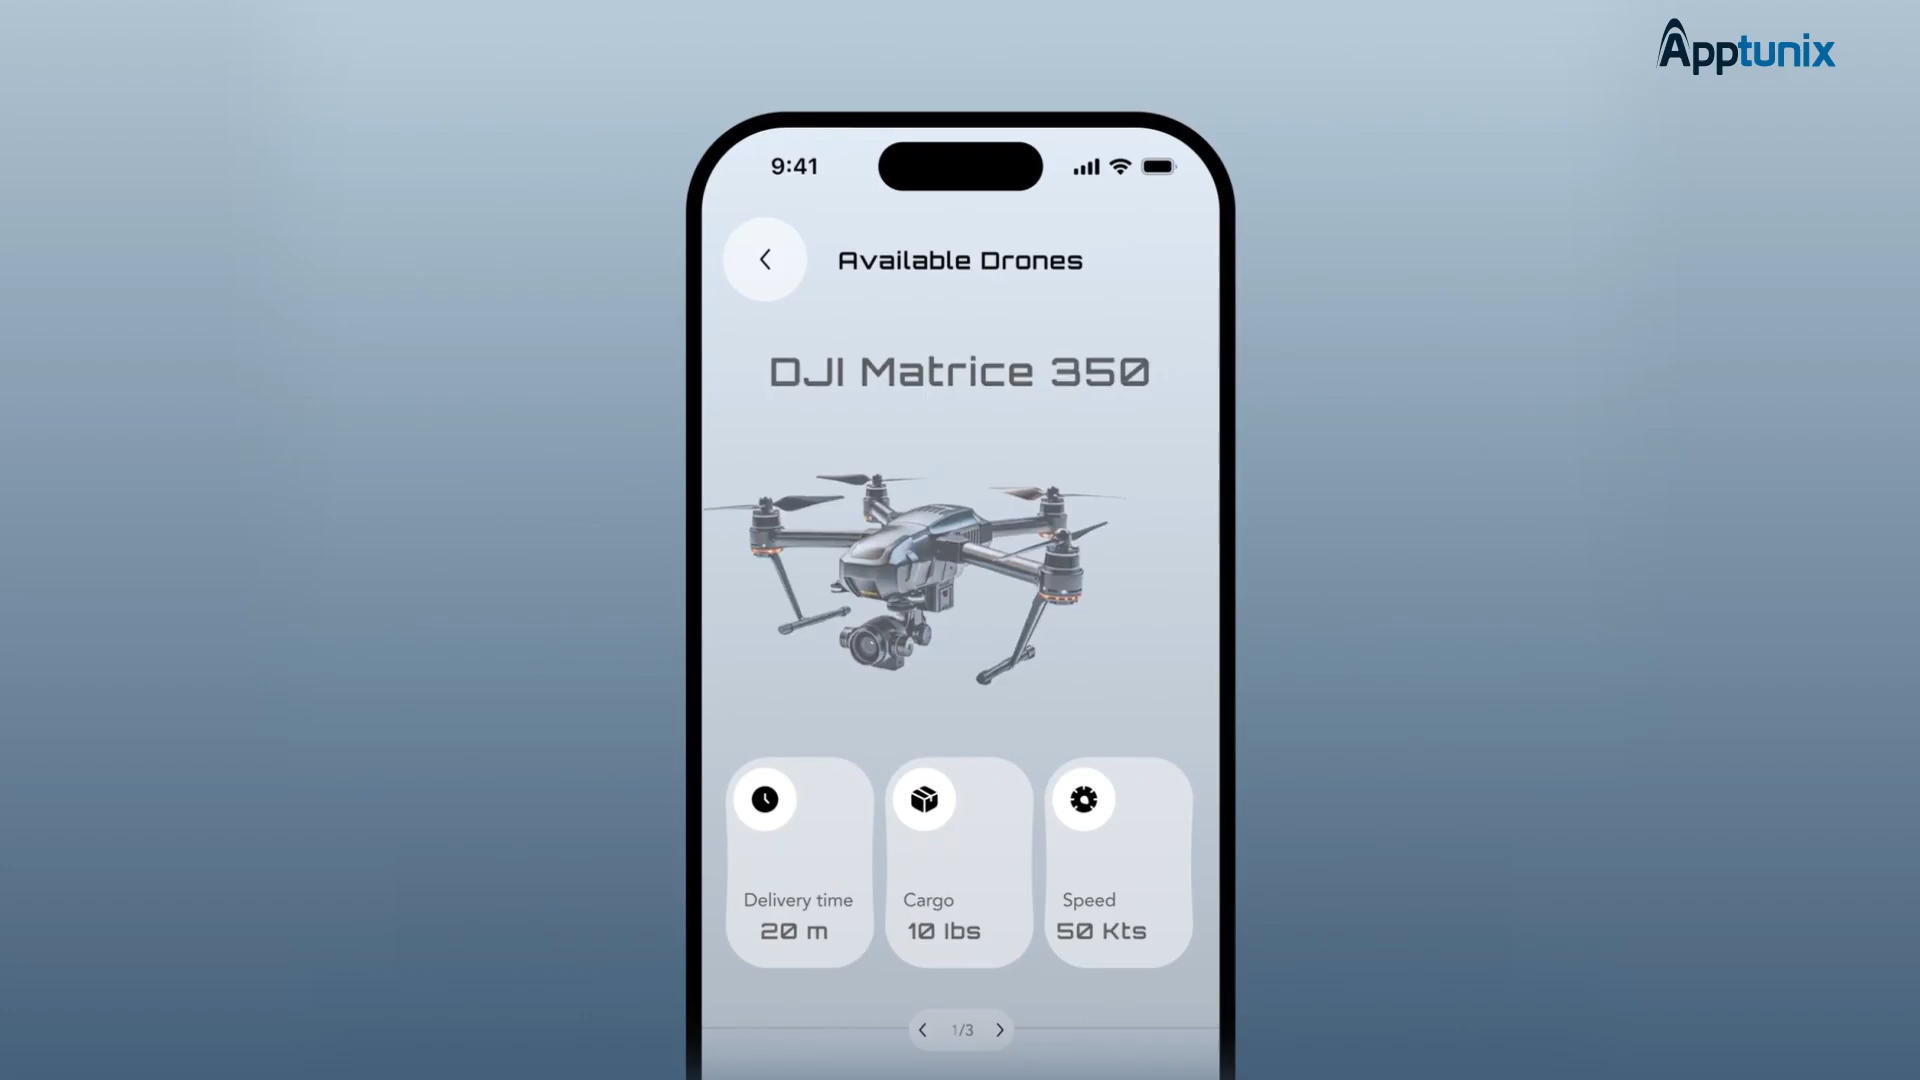 Apptunix
9:41
Available Drones
DJI Matrice 350
Delivery time
20 m
Cargo
10 lbs
Speed
50 Kts
1/3